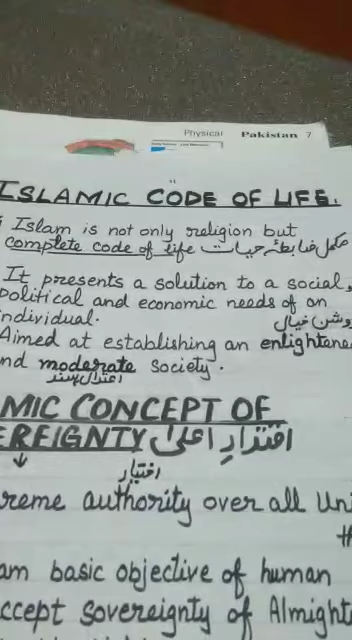 Physical Pakistan 7
ISLAMIC CODE OF LIFE.
Islam is not only religion but
complete code of life مکمل ضابطہ حیات
It presents a solution to a social,
political and economic needs of an
individual.
روشن خیال
Aimed at establishing an enlightene
nd moderate society.
اعتدال پسند
MIC CONCEPT OF
EREIGNTY اقتدارِ اعلیٰ
اختیار
reme authority over all Uni
#
am basic objective of human
ccept sovereignty of Almight